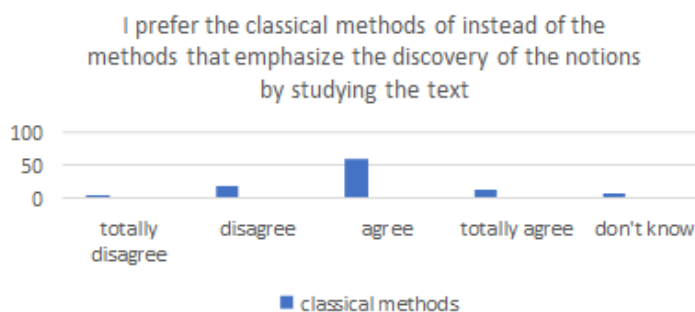 I prefer the classical methods of instead of the
methods that emphasize the discovery of the notions
by studying the text
100
50
0
totally disagree
disagree
agree
totally agree
don't know
classical methods